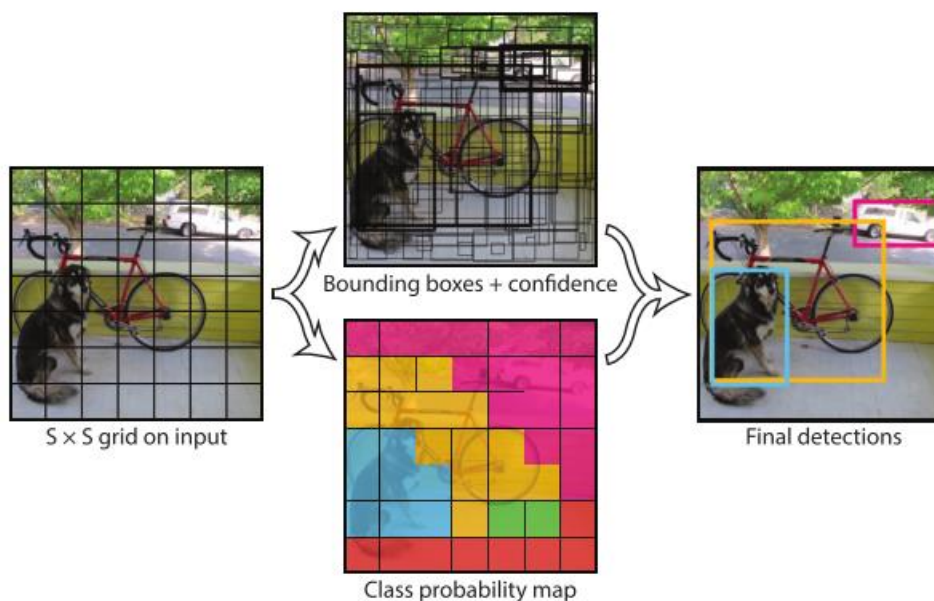 Bounding boxes + confidence
S × S grid on input
Final detections
Class probability map